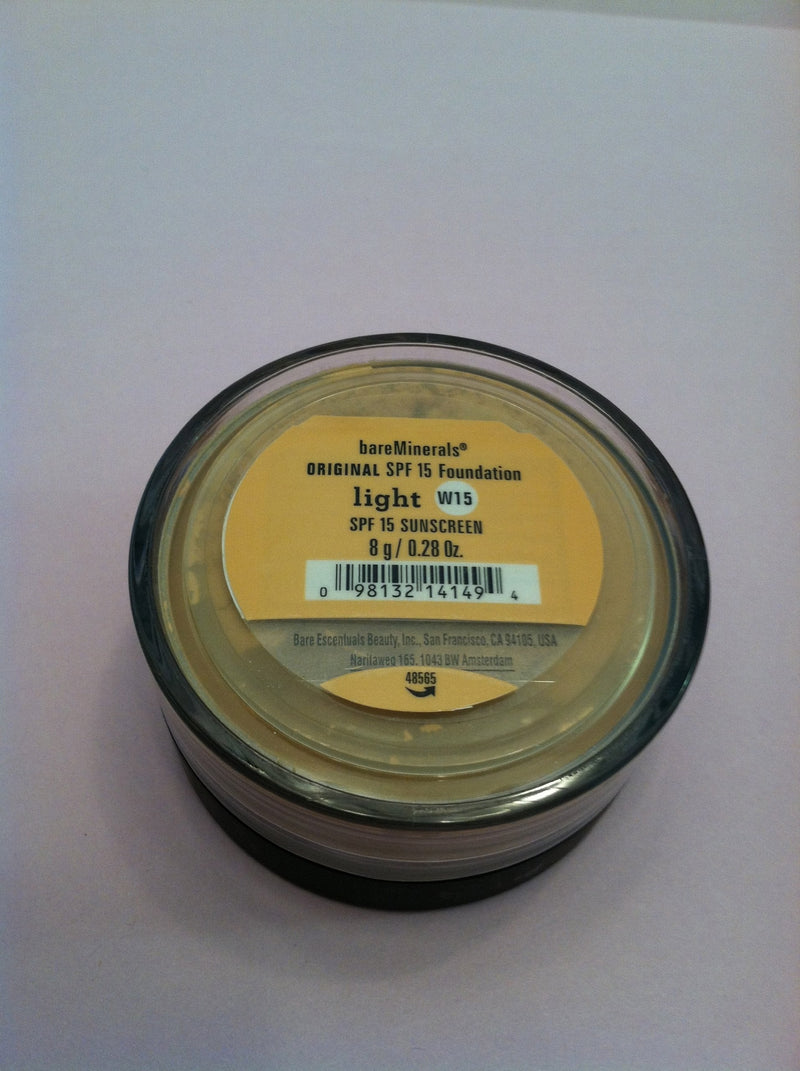 bareMinerals®
ORIGINAL SPF 15 Foundation
light W15
SPF 15 SUNSCREEN
8 g / 0.28 Oz.
0 98132 14149 4
Bare Escentuals Beauty, Inc., San Francisco, CA 94105, USA
Naritaweg 165, 1043 BW Amsterdam
48565